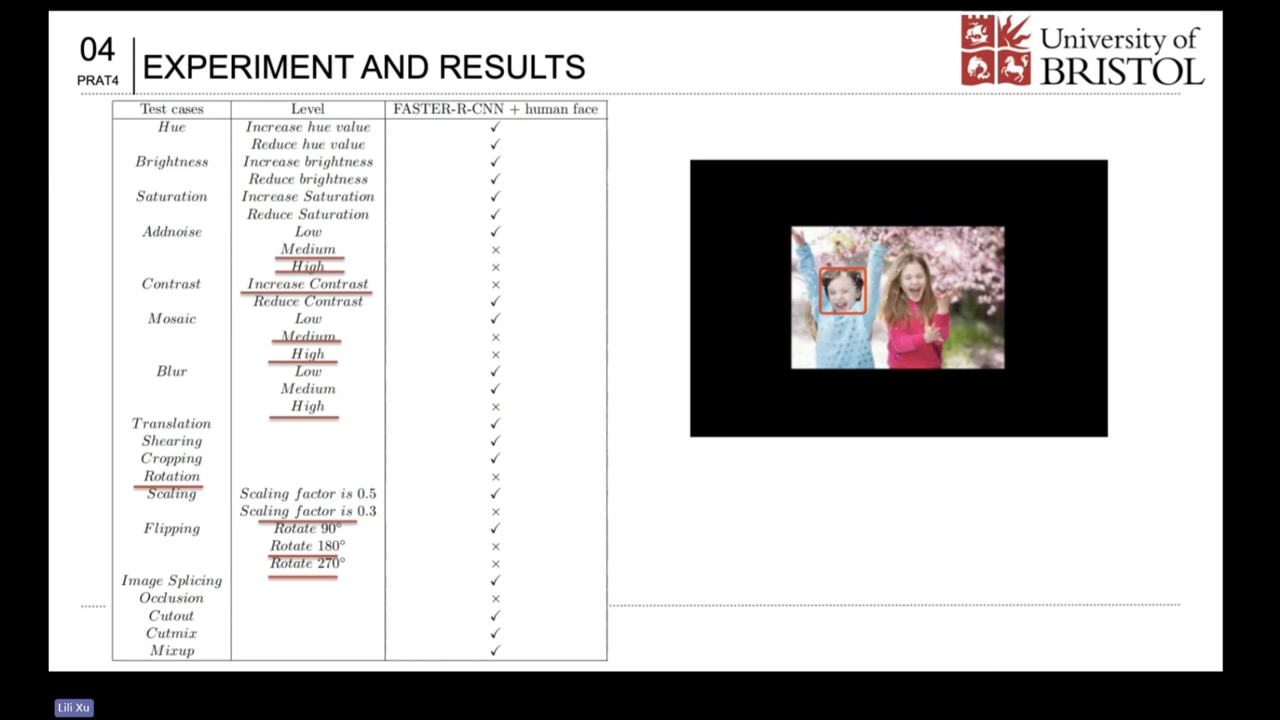 04
PRAT4
EXPERIMENT AND RESULTS
University of
BRISTOL
Test cases Level FASTER-R-CNN + human face
Hue Increase hue value ✓
Reduce hue value ✓
Brightness Increase brightness ✓
Reduce brightness ✓
Saturation Increase Saturation ✓
Reduce Saturation ✓
Addnoise Low ✓
Medium ×
High ×
Contrast Increase Contrast ×
Reduce Contrast ✓
Mosaic Low ✓
Medium ×
High ×
Blur Low ✓
Medium ✓
High ×
Translation ✓
Shearing ✓
Cropping ✓
Rotation ×
Scaling Scaling factor is 0.5 ✓
Scaling factor is 0.3 ×
Flipping Rotate 90° ✓
Rotate 180° ×
Rotate 270° ×
Image Splicing ✓
Occlusion ×
Cutout ✓
Cutmix ✓
Mixup ✓
Lili Xu